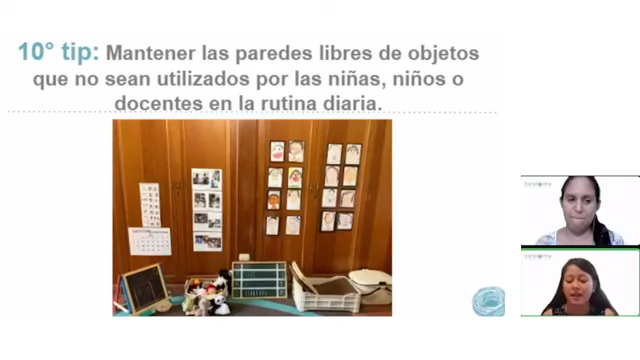 10° tip: Mantener las paredes libres de objetos
que no sean utilizados por las niñas, niños o
docentes en la rutina diaria.